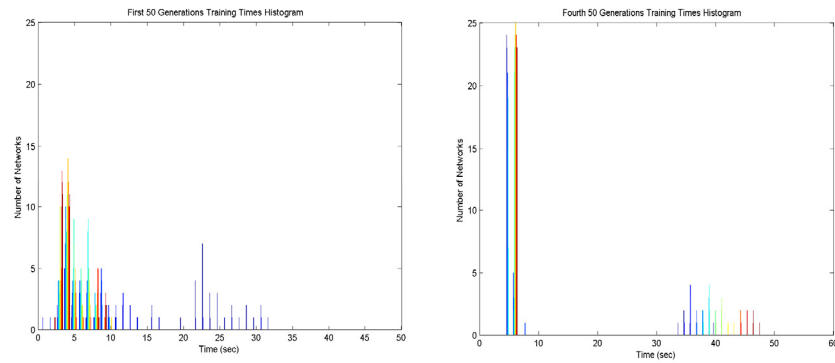 First 50 Generations Training Times Histogram
25
20
15
10
5
0
Number of Networks
0 5 10 15 20 25 30 35 40 45 50
Time (sec)
Fourth 50 Generations Training Times Histogram
25
20
15
10
5
0
Number of Networks
0 10 20 30 40 50 60
Time (sec)